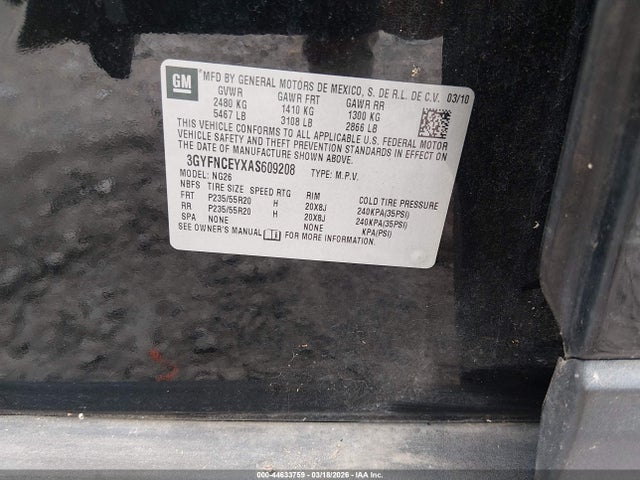 GM
MFD BY GENERAL MOTORS DE MEXICO, S. DE R.L. DE C.V. 03/10
GVWR GAWR FRT GAWR RR
2480 KG 1410 KG 1300 KG
5467 LB 3108 LB 2866 LB
THIS VEHICLE CONFORMS TO ALL APPLICABLE U.S. FEDERAL MOTOR
VEHICLE SAFETY AND THEFT PREVENTION STANDARDS IN EFFECT ON
THE DATE OF MANUFACTURE SHOWN ABOVE.
3GYFNCEYXAS609208
MODEL: NG26 TYPE: M.P.V.
NBFS TIRE SIZE SPEED RTG RIM COLD TIRE PRESSURE
FRT P235/55R20 H 20X8J 240KPA(35PSI)
RR P235/55R20 H 20X8J 240KPA(35PSI)
SPA NONE NONE KPA(PSI)
SEE OWNER'S MANUAL FOR MORE INFORMATION.
000-44633759 - 03/18/2026 - IAA Inc.